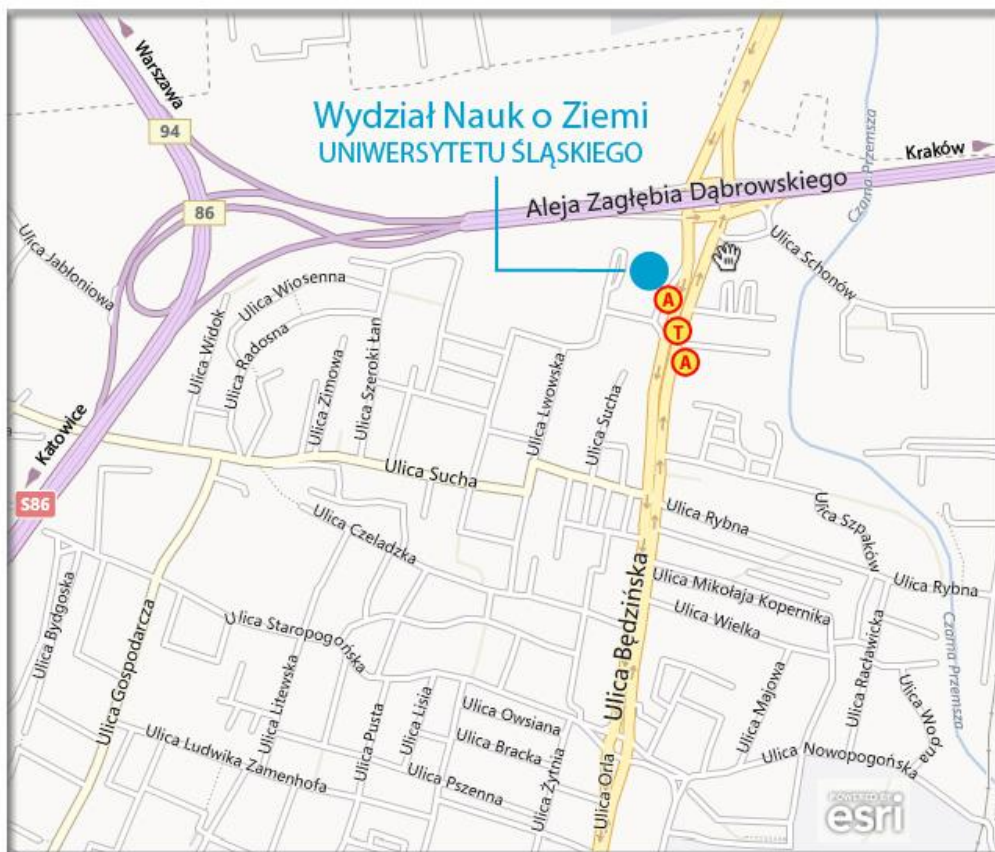 Warszawa
94
86
Wydział Nauk o Ziemi
UNIWERSYTETU ŚLĄSKIEGO
Kraków
Aleja Zagłębia Dąbrowskiego
Czarna Przemsza
Ulica Jabłoniowa
Ulica Wiosenna
Ulica Schonów
A
T
A
Ulica Widok
Ulica Radosna
Ulica Zimowa
Ulica Szeroki Łan
Ulica Lwowska
Ulica Sucha
Katowice
S86
Ulica Sucha
Ulica Rybna
Ulica Szpaków
Ulica Czeladzka
Ulica Mikołaja Kopernika
Ulica Rybna
Ulica Wielka
Ulica Bydgoska
Ulica Gospodarcza
Ulica Staropogońska
Ulica Będzińska
Ulica Racławicka
Czarna Przemsza
Ulica Litewska
Ulica Majowa
Ulica Pusta
Ulica Lisia
Ulica Owsiana
Ulica Bracka
Ulica Ludwika Zamenhofa
Ulica Pszenna
Ulica Żytnia
Ulica Orla
Ulica Nowopogońska
POWERED BY
esri